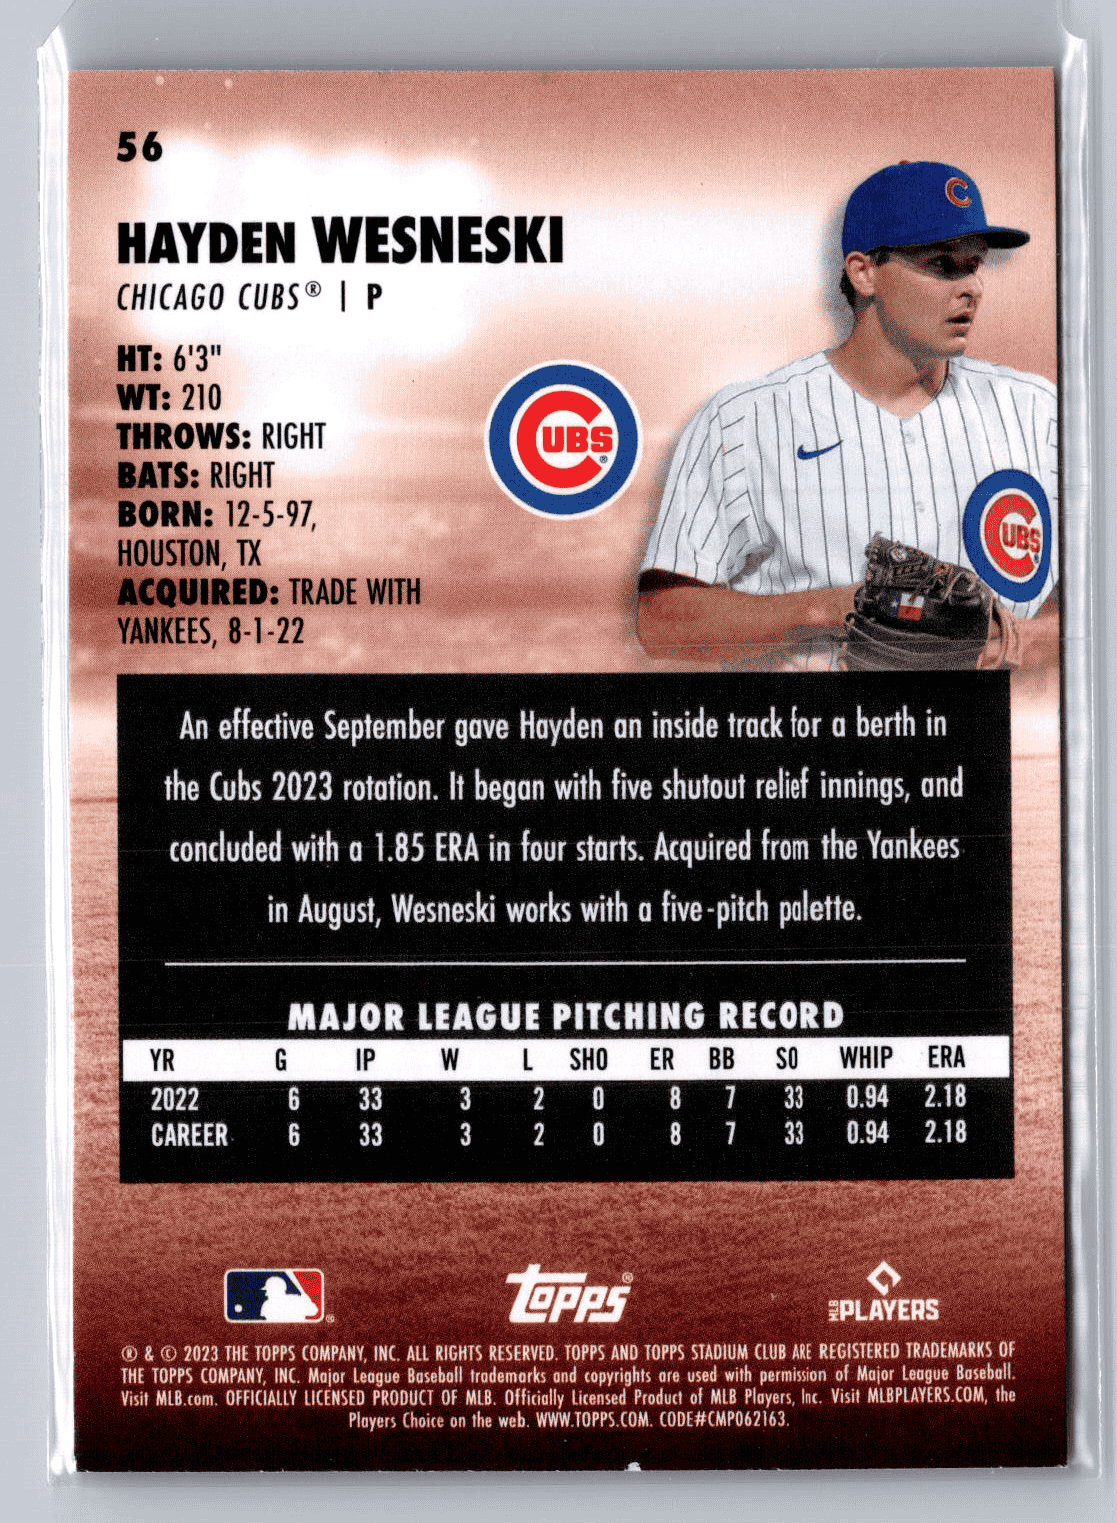 56
HAYDEN WESNESKI
CHICAGO CUBS® | P
HT: 6'3"
WT: 210
THROWS: RIGHT
BATS: RIGHT
BORN: 12-5-97,
HOUSTON, TX
ACQUIRED: TRADE WITH
YANKEES, 8-1-22
C
CUBS®
CUBS
An effective September gave Hayden an inside track for a berth in
the Cubs 2023 rotation. It began with five shutout relief innings, and
concluded with a 1.85 ERA in four starts. Acquired from the Yankees
in August, Wesneski works with a five-pitch palette.
MAJOR LEAGUE PITCHING RECORD
YR G IP W L SHO ER BB SO WHIP ERA
2022 6 33 3 2 0 8 7 33 0.94 2.18
CAREER 6 33 3 2 0 8 7 33 0.94 2.18
® topps® MLB PLAYERS
® & © 2023 THE TOPPS COMPANY, INC. ALL RIGHTS RESERVED. TOPPS AND TOPPS STADIUM CLUB ARE REGISTERED TRADEMARKS OF
THE TOPPS COMPANY, INC. Major League Baseball trademarks and copyrights are used with permission of Major League Baseball.
Visit MLB.com. OFFICIALLY LICENSED PRODUCT OF MLB. Officially Licensed Product of MLB Players, Inc. Visit MLBPLAYERS.COM, the
Players Choice on the web. WWW.TOPPS.COM. CODE#CMP062163.